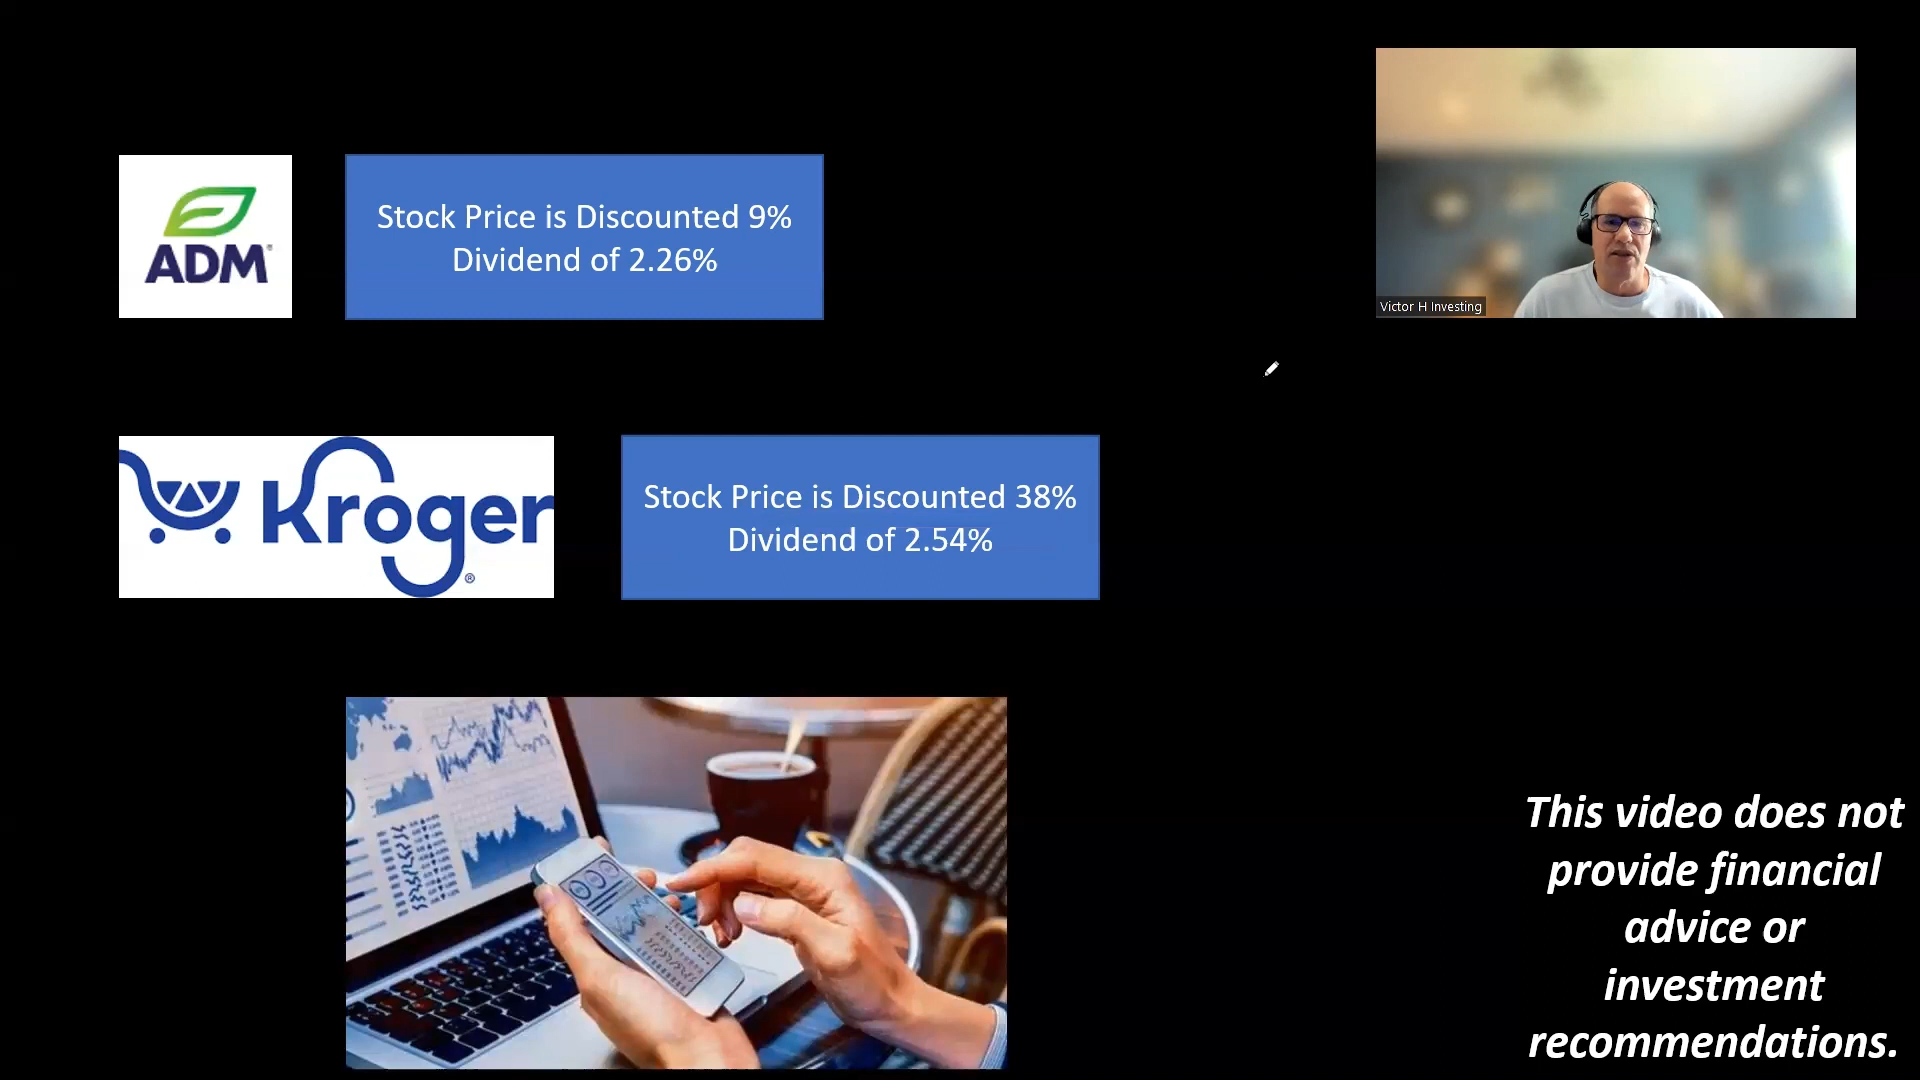 ADM®
Stock Price is Discounted 9%
Dividend of 2.26%
Victor H Investing
Kroger
®
Stock Price is Discounted 38%
Dividend of 2.54%
This video does not
provide financial
advice or
investment
recommendations.